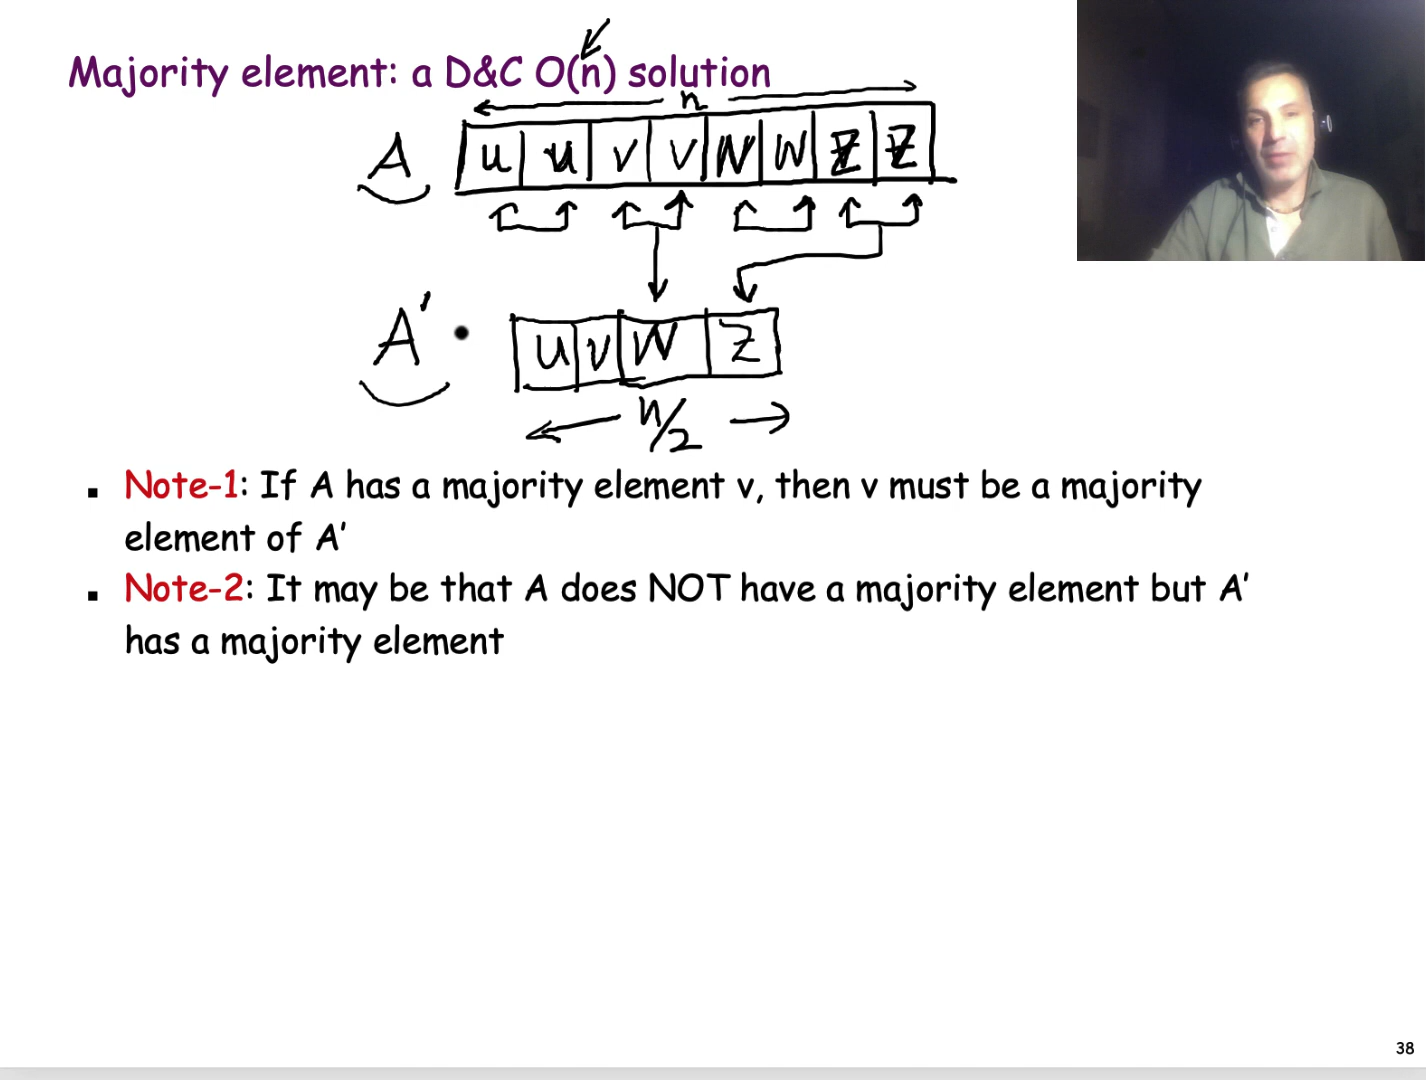 Majority element: a D&C O(n) solution
n
A u u v v W W Z Z
A' u v W Z
n/2
▪ Note-1: If A has a majority element v, then v must be a majority
element of A'
▪ Note-2: It may be that A does NOT have a majority element but A'
has a majority element
38